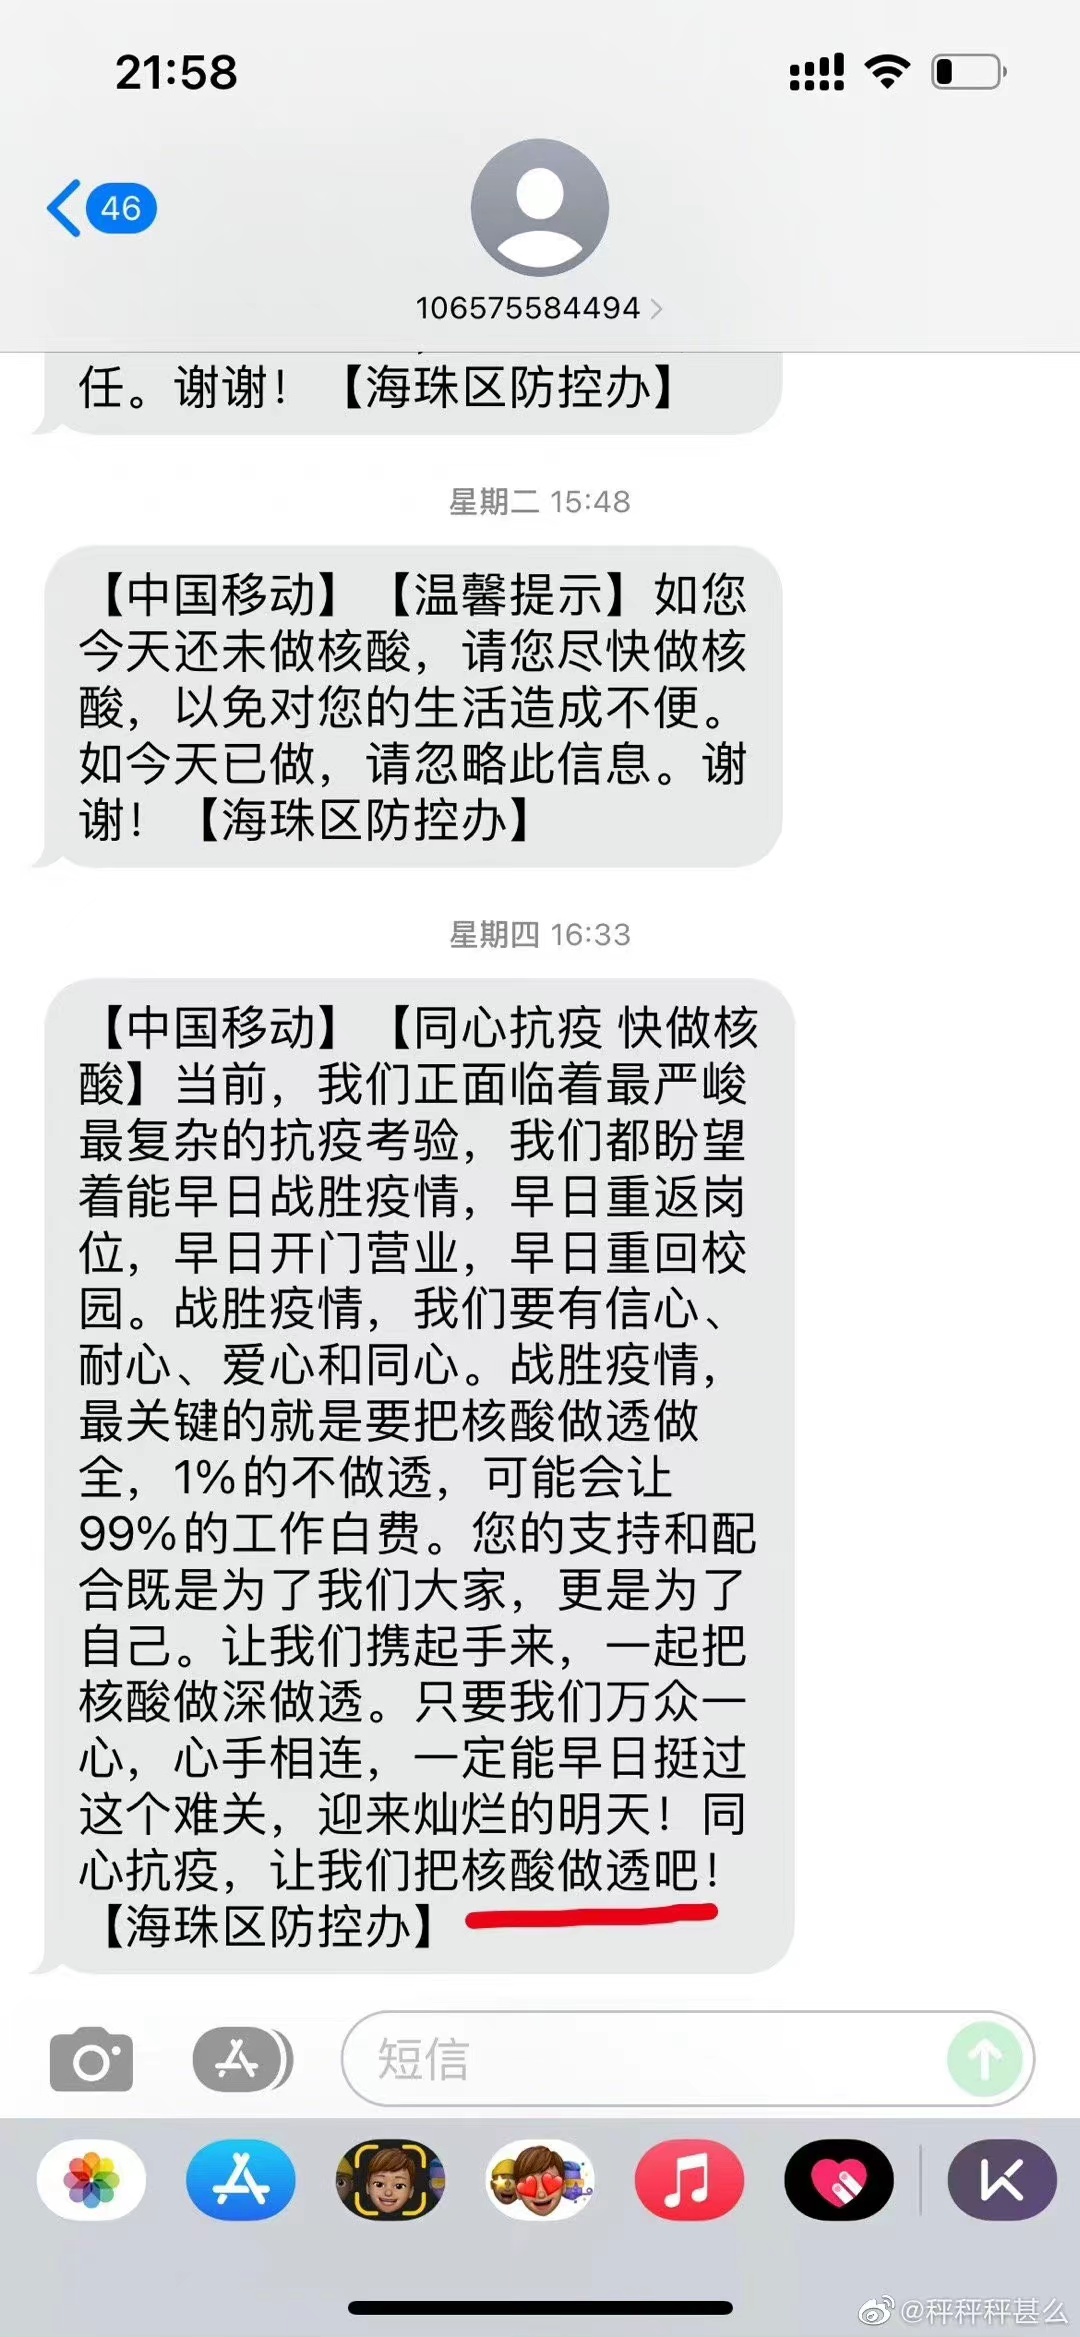 21:58
46
106575584494
任。谢谢！【海珠区防控办】
星期二 15:48
【中国移动】【温馨提示】如您
今天还未做核酸，请您尽快做核
酸，以免对您的生活造成不便。
如今天已做，请忽略此信息。谢
谢！【海珠区防控办】
星期四 16:33
【中国移动】【同心抗疫 快做核
酸】当前，我们正面临着最严峻
最复杂的抗疫考验，我们都盼望
着能早日战胜疫情，早日重返岗
位，早日开门营业，早日重回校
园。战胜疫情，我们要有信心、
耐心、爱心和同心。战胜疫情，
最关键的就是要把核酸做透做
全，1%的不做透，可能会让
99%的工作白费。您的支持和配
合既是为了我们大家，更是为了
自己。让我们携起手来，一起把
核酸做深做透。只要我们万众一
心，心手相连，一定能早日挺过
这个难关，迎来灿烂的明天！同
心抗疫，让我们把核酸做透吧！
【海珠区防控办】
短信
@秤秤秤甚么